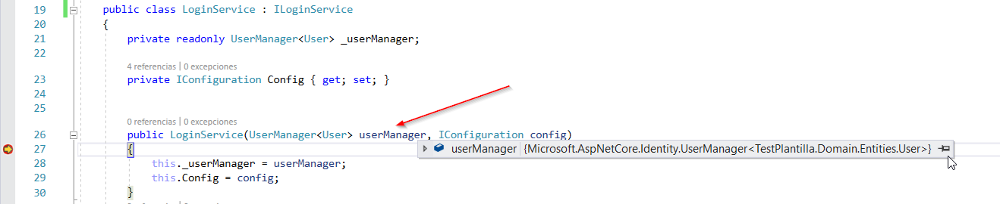 19 public class LoginService : ILoginService
20 {
21 private readonly UserManager<User> _userManager;
22
4 referencias | 0 excepciones
23 private IConfiguration Config { get; set; }
24
25
0 referencias | 0 excepciones
26 public LoginService(UserManager<User> userManager, IConfiguration config)
27 {
userManager {Microsoft.AspNetCore.Identity.UserManager<TestPlantilla.Domain.Entities.User>}
28 this._userManager = userManager;
29 this.Config = config;
30 }